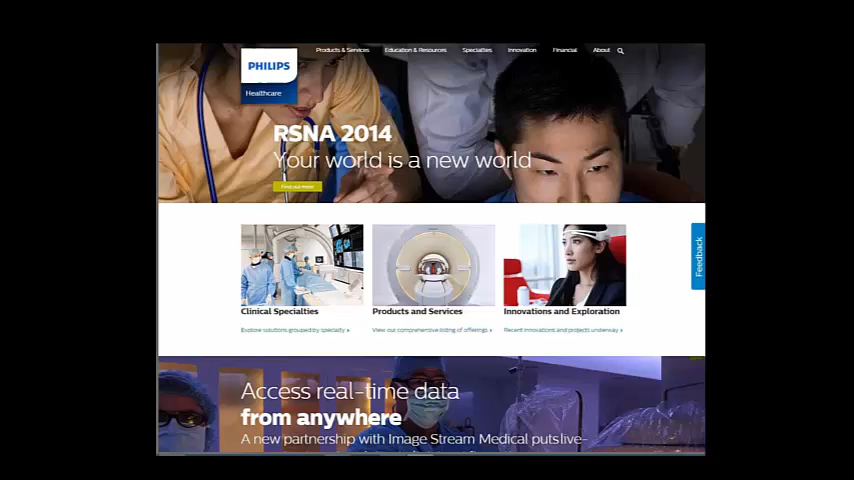 Products & Services Education & Resources Specialties Innovation Financial About
PHILIPS
Healthcare
RSNA 2014
Your world is a new world
Find out more
Feedback
Clinical Specialties
Explore solutions grouped by specialty
Products and Services
View our comprehensive listing of offerings
Innovations and Exploration
Recent innovations and projects underway
Access real-time data
from anywhere
A new partnership with Image Stream Medical puts live-